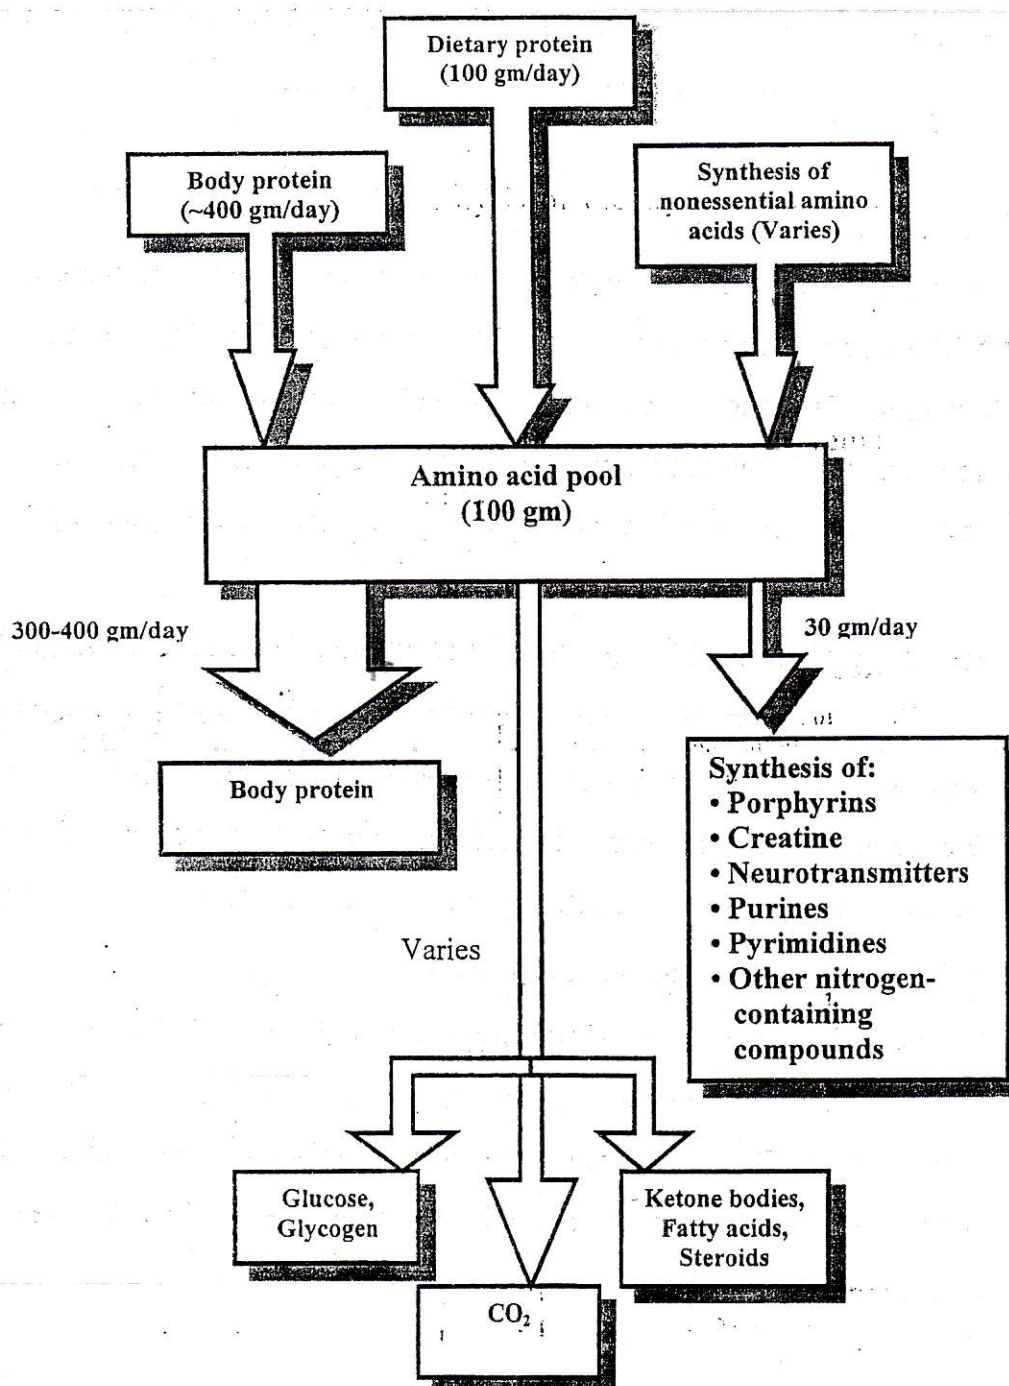 Dietary protein
(100 gm/day)
Body protein
(~400 gm/day)
Synthesis of
nonessential amino
acids (Varies)
Amino acid pool
(100 gm)
300-400 gm/day
30 gm/day
Body protein
Synthesis of:
• Porphyrins
• Creatine
• Neurotransmitters
• Purines
• Pyrimidines
• Other nitrogen-
containing
compounds
Varies
Glucose,
Glycogen
Ketone bodies,
Fatty acids,
Steroids
CO₂